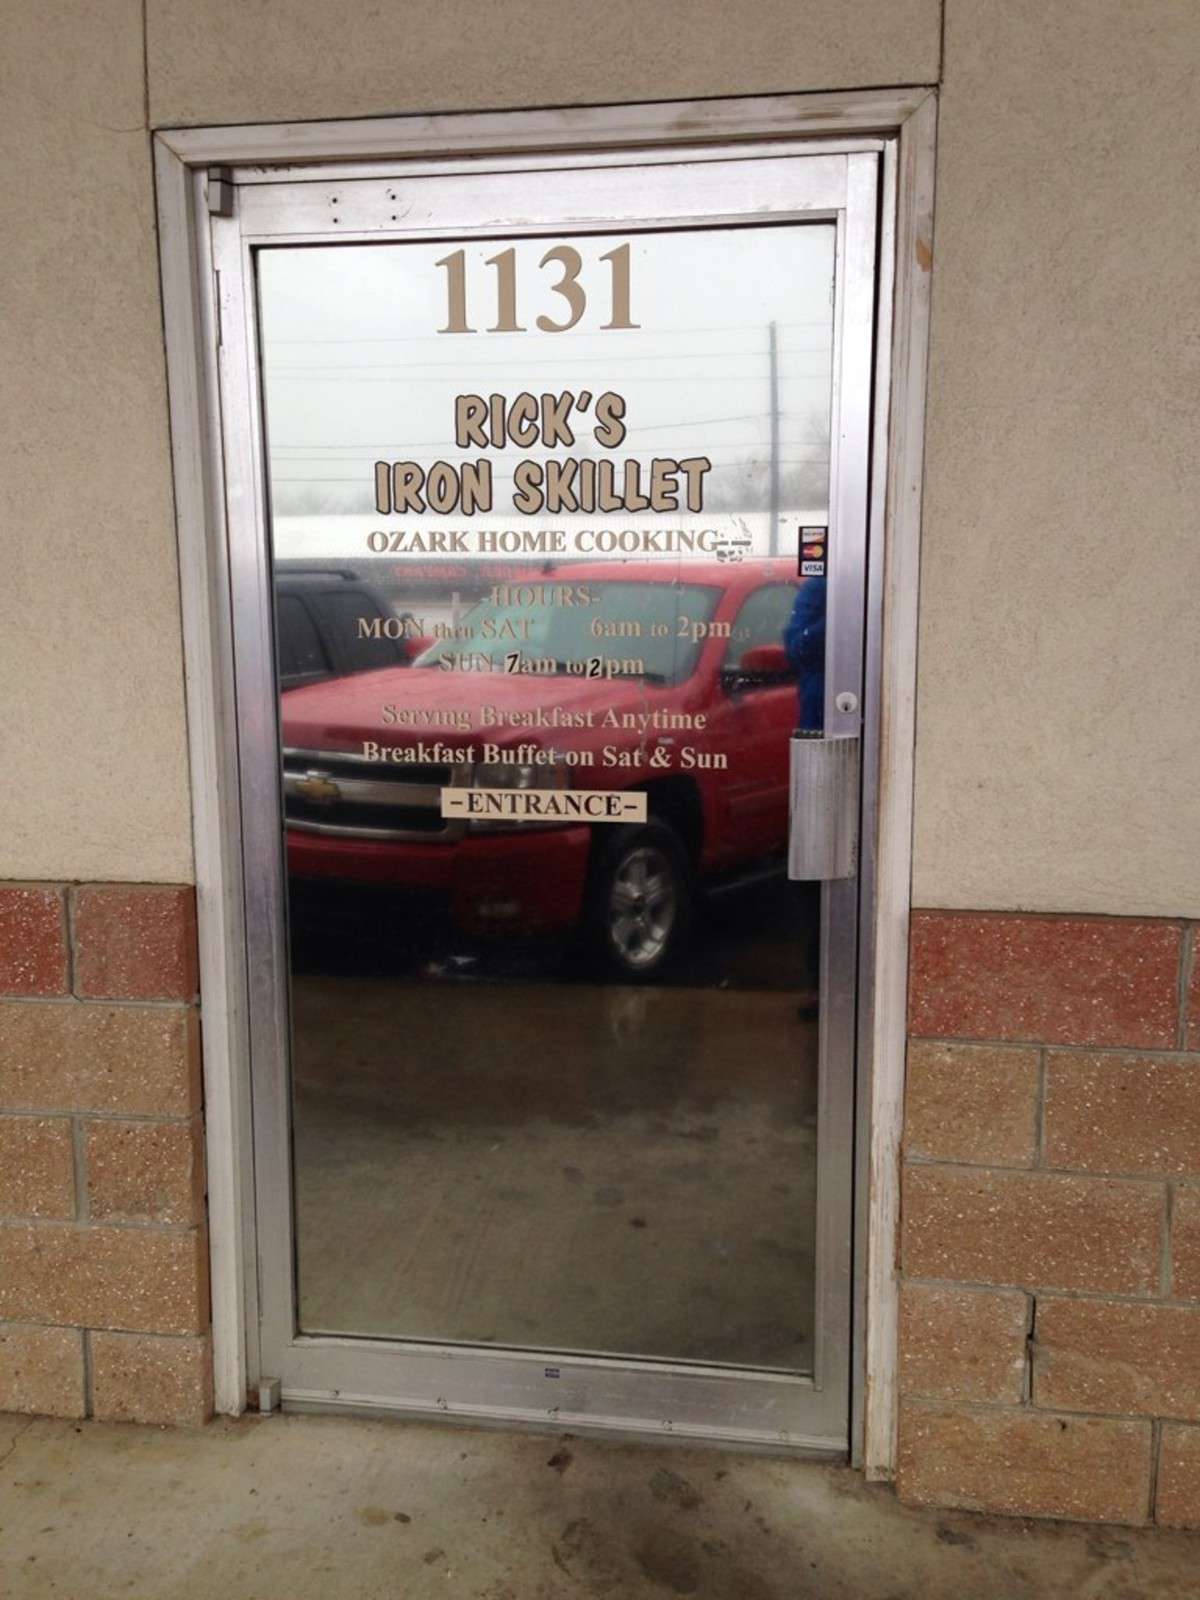 1131
RICK'S
IRON SKILLET
OZARK HOME COOKING
-HOURS-
MON thru SAT 6am to 2pm
SUN 7am to 2pm
Serving Breakfast Anytime
Breakfast Buffet on Sat & Sun
-ENTRANCE-
VISA